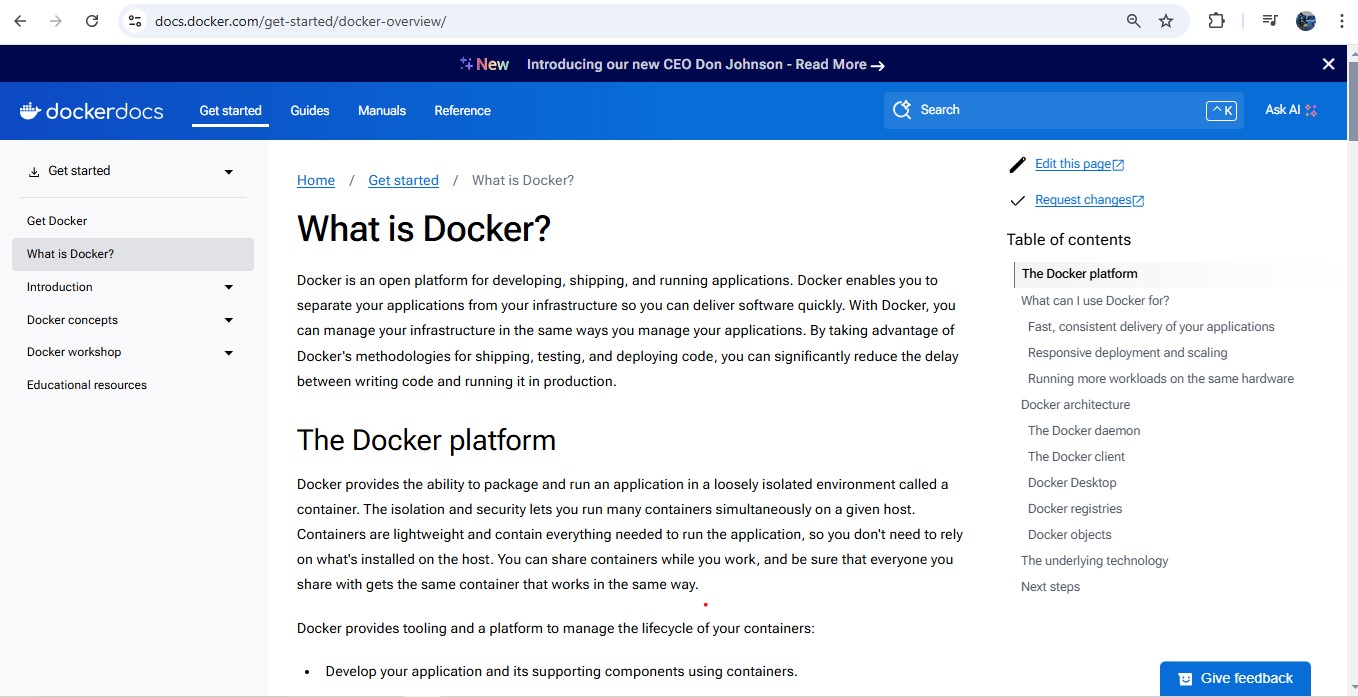 docs.docker.com/get-started/docker-overview/
New Introducing our new CEO Don Johnson - Read More →
dockerdocs Get started Guides Manuals Reference Search ^ K Ask AI
Get started
Get Docker
What is Docker?
Introduction
Docker concepts
Docker workshop
Educational resources
Home / Get started / What is Docker?
What is Docker?
Docker is an open platform for developing, shipping, and running applications. Docker enables you to
separate your applications from your infrastructure so you can deliver software quickly. With Docker, you
can manage your infrastructure in the same ways you manage your applications. By taking advantage of
Docker's methodologies for shipping, testing, and deploying code, you can significantly reduce the delay
between writing code and running it in production.
The Docker platform
Docker provides the ability to package and run an application in a loosely isolated environment called a
container. The isolation and security lets you run many containers simultaneously on a given host.
Containers are lightweight and contain everything needed to run the application, so you don't need to rely
on what's installed on the host. You can share containers while you work, and be sure that everyone you
share with gets the same container that works in the same way.
Docker provides tooling and a platform to manage the lifecycle of your containers:
• Develop your application and its supporting components using containers.
Edit this page
Request changes
Table of contents
The Docker platform
What can I use Docker for?
Fast, consistent delivery of your applications
Responsive deployment and scaling
Running more workloads on the same hardware
Docker architecture
The Docker daemon
The Docker client
Docker Desktop
Docker registries
Docker objects
The underlying technology
Next steps
Give feedback